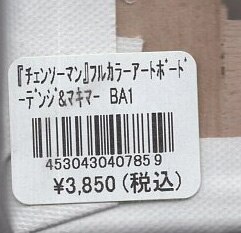 『チェンソーマン』フルカラーアートボード
-デンジ&マキマ- BA1
4530430407859
¥3,850(税込)